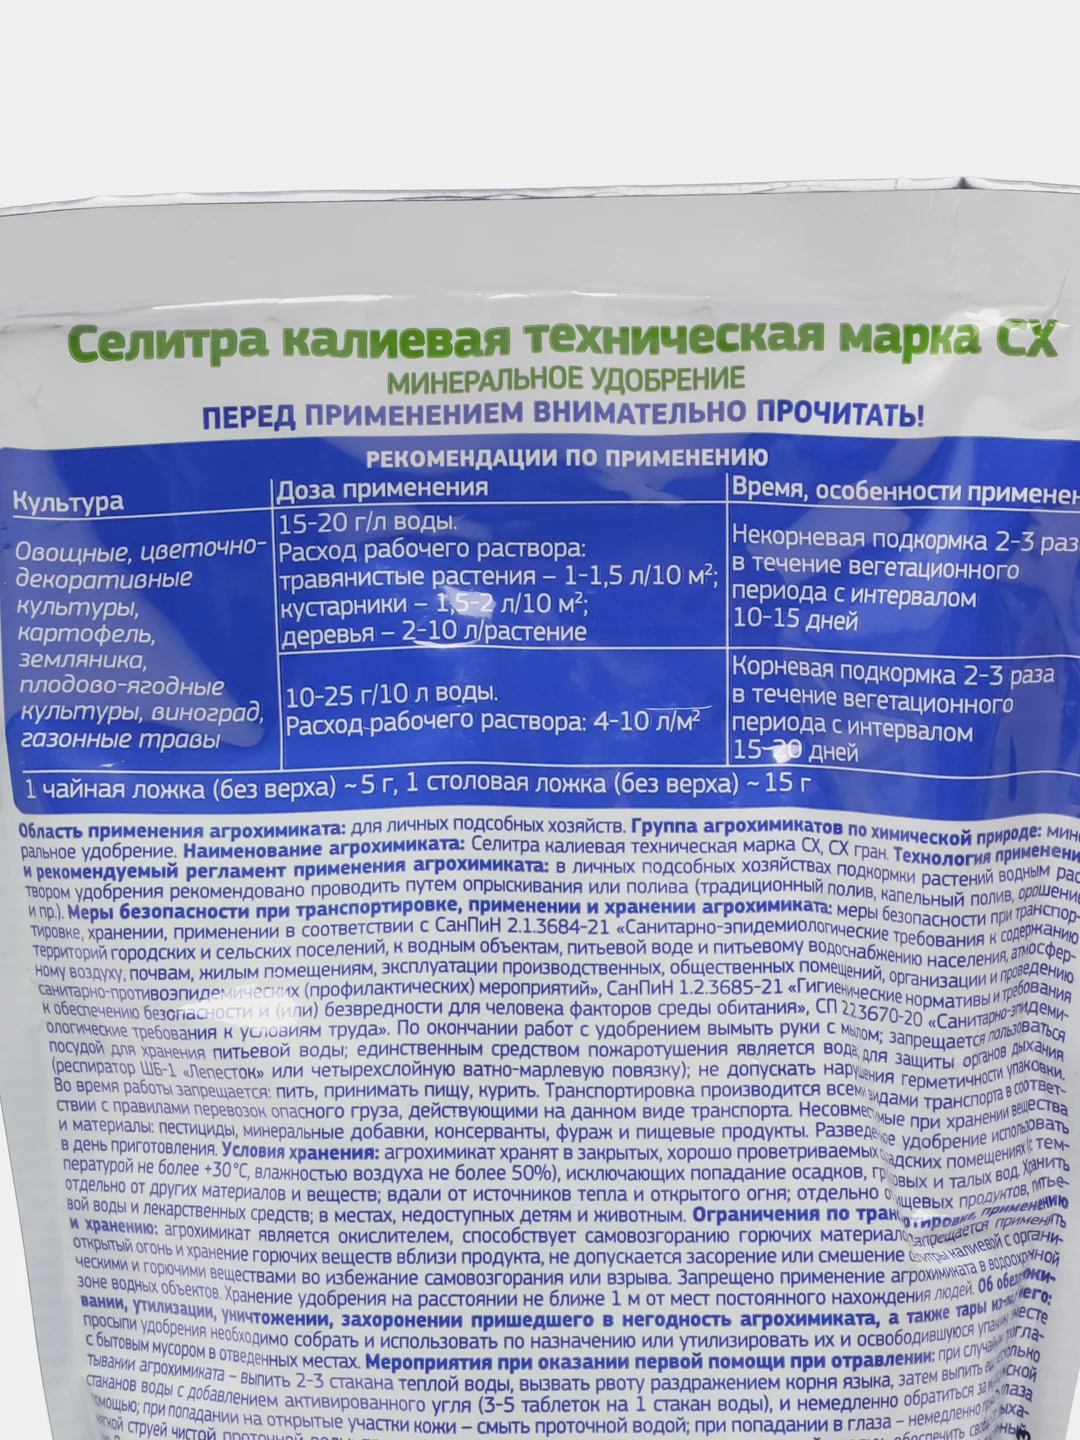 Селитра калиевая техническая марка СХ
МИНЕРАЛЬНОЕ УДОБРЕНИЕ
ПЕРЕД ПРИМЕНЕНИЕМ ВНИМАТЕЛЬНО ПРОЧИТАТЬ!
РЕКОМЕНДАЦИИ ПО ПРИМЕНЕНИЮ
Культура
Доза применения
Время, особенности применен
Овощные, цветочно-
декоративные
культуры,
картофель,
земляника,
плодово-ягодные
культуры, виноград,
газонные травы
15-20 г/л воды.
Расход рабочего раствора:
травянистые растения – 1-1,5 л/10 м²;
кустарники – 1,5-2 л/10 м²;
деревья – 2-10 л/растение
Некорневая подкормка 2-3 раз
в течение вегетационного
периода с интервалом
10-15 дней
10-25 г/10 л воды.
Расход рабочего раствора: 4-10 л/м²
Корневая подкормка 2-3 раза
в течение вегетационного
периода с интервалом
15-20 дней
1 чайная ложка (без верха) ~ 5 г, 1 столовая ложка (без верха) ~ 15 г
Область применения агрохимиката: для личных подсобных хозяйств. Группа агрохимикатов по химической природе: мине
ральное удобрение. Наименование агрохимиката: Селитра калиевая техническая марка СХ, СХ гран. Технология применени
и рекомендуемый регламент применения агрохимиката: в личных подсобных хозяйствах подкормки растений водным рас
твором удобрения рекомендовано проводить путем опрыскивания или полива (традиционный полив, капельный полив, орошение
и пр.). Меры безопасности при транспортировке, применении и хранении агрохимиката: меры безопасности при транспор-
тировке, хранении, применении в соответствии с СанПиН 2.1.3684-21 «Санитарно-эпидемиологические требования к содержанию
территорий городских и сельских поселений, к водным объектам, питьевой воде и питьевому водоснабжению населения, атмосфер-
ному воздуху, почвам, жилым помещениям, эксплуатации производственных, общественных помещений, организации и проведению
санитарно-противоэпидемических (профилактических) мероприятий», СанПиН 1.2.3685-21 «Гигиенические нормативы и требования
к обеспечению безопасности и (или) безвредности для человека факторов среды обитания», СП 2.2.3670-20 «Санитарно-эпидеми-
ологические требования к условиям труда». По окончании работ с удобрением вымыть руки с мылом; запрещается пользоваться
посудой для хранения питьевой воды; единственным средством пожаротушения является вода; для защиты органов дыхания
(респиратор ШБ-1 «Лепесток» или четырехслойную ватно-марлевую повязку); не допускать нарушения герметичности упаковки.
Во время работы запрещается: пить, принимать пищу, курить. Транспортировка производится всеми видами транспорта в соответ-
ствии с правилами перевозок опасного груза, действующими на данном виде транспорта. Несовместимые при хранении вещества
и материалы: пестициды, минеральные добавки, консерванты, фураж и пищевые продукты. Разведенное удобрение использовать
в день приготовления. Условия хранения: агрохимикат хранят в закрытых, хорошо проветриваемых складских помещениях (с тем-
пературой не более +30°С, влажностью воздуха не более 50%), исключающих попадание осадков, грунтовых и талых вод. Хранить
отдельно от других материалов и веществ; вдали от источников тепла и открытого огня; отдельно пищевых продуктов, питье-
вой воды и лекарственных средств; в местах, недоступных детям и животным. Ограничения по транспортировке, применению
и хранению: агрохимикат является окислителем, способствует самовозгоранию горючих материалов. Запрещается применять
открытый огонь и хранение горючих веществ вблизи продукта, не допускается засорение или смешение селитры калиевой с органи-
ческими и горючими веществами во избежание самовозгорания или взрыва. Запрещено применение агрохимиката в водоохранной
зоне водных объектов. Хранение удобрения на расстоянии не ближе 1 м от мест постоянного нахождения людей. Об обезврежи-
вании, утилизации, уничтожении, захоронении пришедшего в негодность агрохимиката, а также тары из-под него:
просыпи удобрения необходимо собрать и использовать по назначению или утилизировать их и освободившуюся упаковку вместе
с бытовым мусором в отведенных местах. Мероприятия при оказании первой помощи при отравлении: при случайном прогла-
тывании агрохимиката – выпить 2-3 стакана теплой воды, вызвать рвоту раздражением корня языка, затем выпить
стаканов воды с добавлением активированного угля (3-5 таблеток на 1 стакан воды), и немедленно обратиться за
помощью; при попадании на открытые участки кожи – смыть проточной водой; при попадании в глаза – немедленно
мягкой струей чистой проточной обеспечить